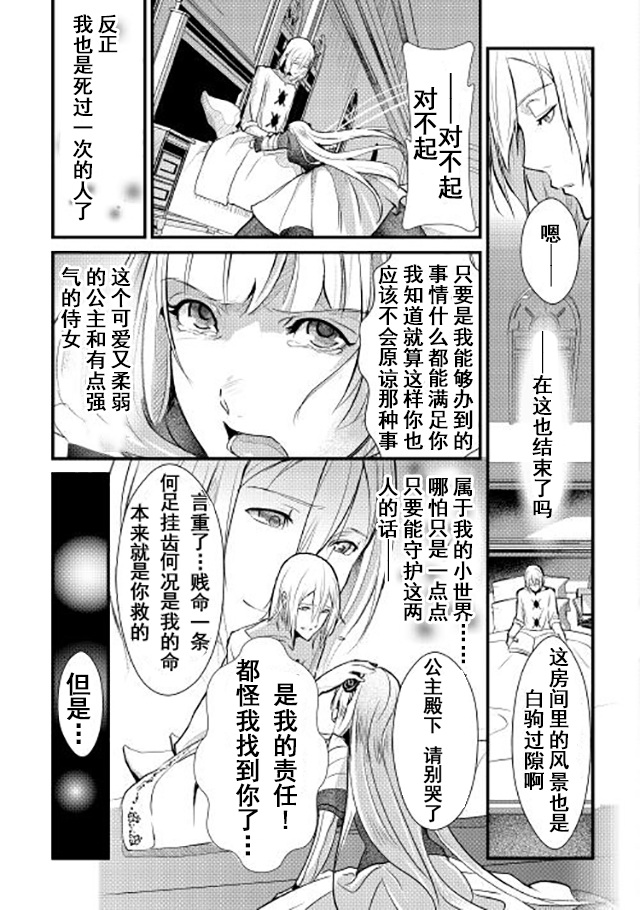 嗯——
——在这也结束了吗
这房间里的风景也是
白驹过隙啊
——对不起
对不起
反正
我也是死过一次的人了
只要是我能够办到的
事情什么都能满足你
我知道就算这样你也
应该不会原谅那种事
这个可爱又柔弱
的公主和有点强
气的侍女
属于我的小世界……
哪怕只是一点点
只要能守护这两
人的话——
公主殿下 请别哭了
是我的责任！
都怪我找到你了…
言重了…贱命一条
何足挂齿何况是我的命
本来就是你救的
但是…